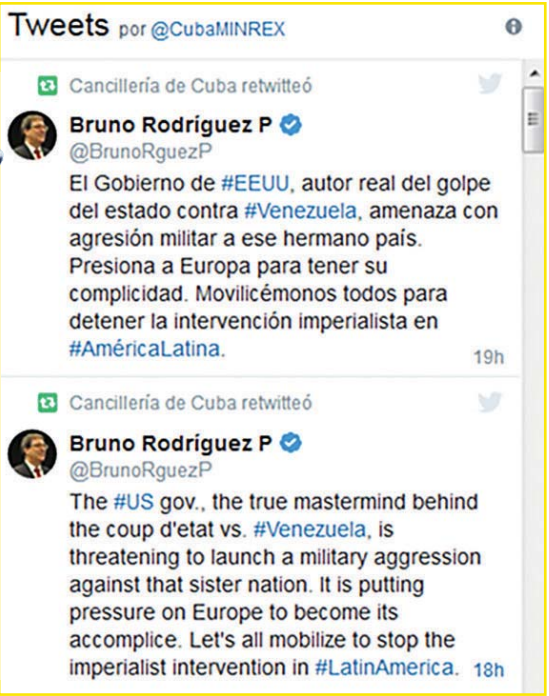 Tweets por @CubaMINREX
Cancillería de Cuba retwitteó
Bruno Rodríguez P
@BrunoRguezP
El Gobierno de #EEUU, autor real del golpe
del estado contra #Venezuela, amenaza con
agresión militar a ese hermano país.
Presiona a Europa para tener su
complicidad. Movilicémonos todos para
detener la intervención imperialista en
#AméricaLatina.
19h
Cancillería de Cuba retwitteó
Bruno Rodríguez P
@BrunoRguezP
The #US gov., the true mastermind behind
the coup d'etat vs. #Venezuela, is
threatening to launch a military aggression
against that sister nation. It is putting
pressure on Europe to become its
accomplice. Let's all mobilize to stop the
imperialist intervention in #LatinAmerica. 18h